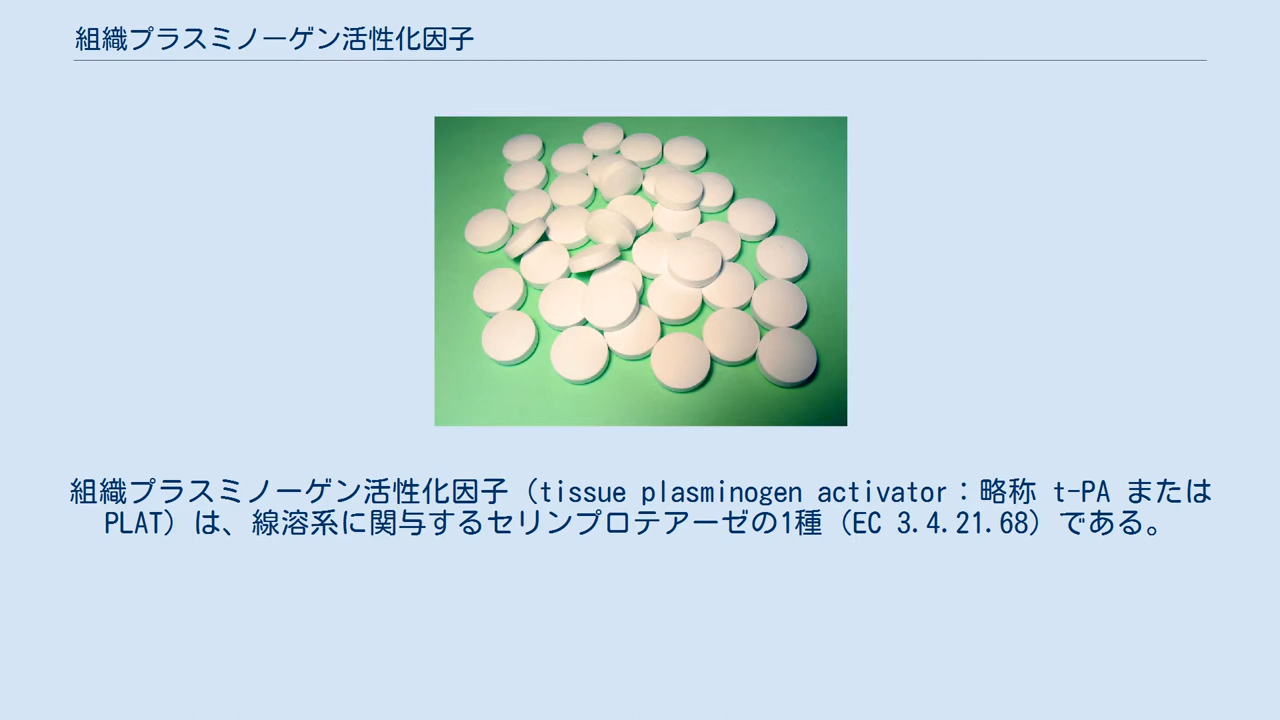 組織プラスミノーゲン活性化因子
組織プラスミノーゲン活性化因子（tissue plasminogen activator：略称 t-PA または
PLAT）は、線溶系に関与するセリンプロテアーゼの1種（EC 3.4.21.68）である。